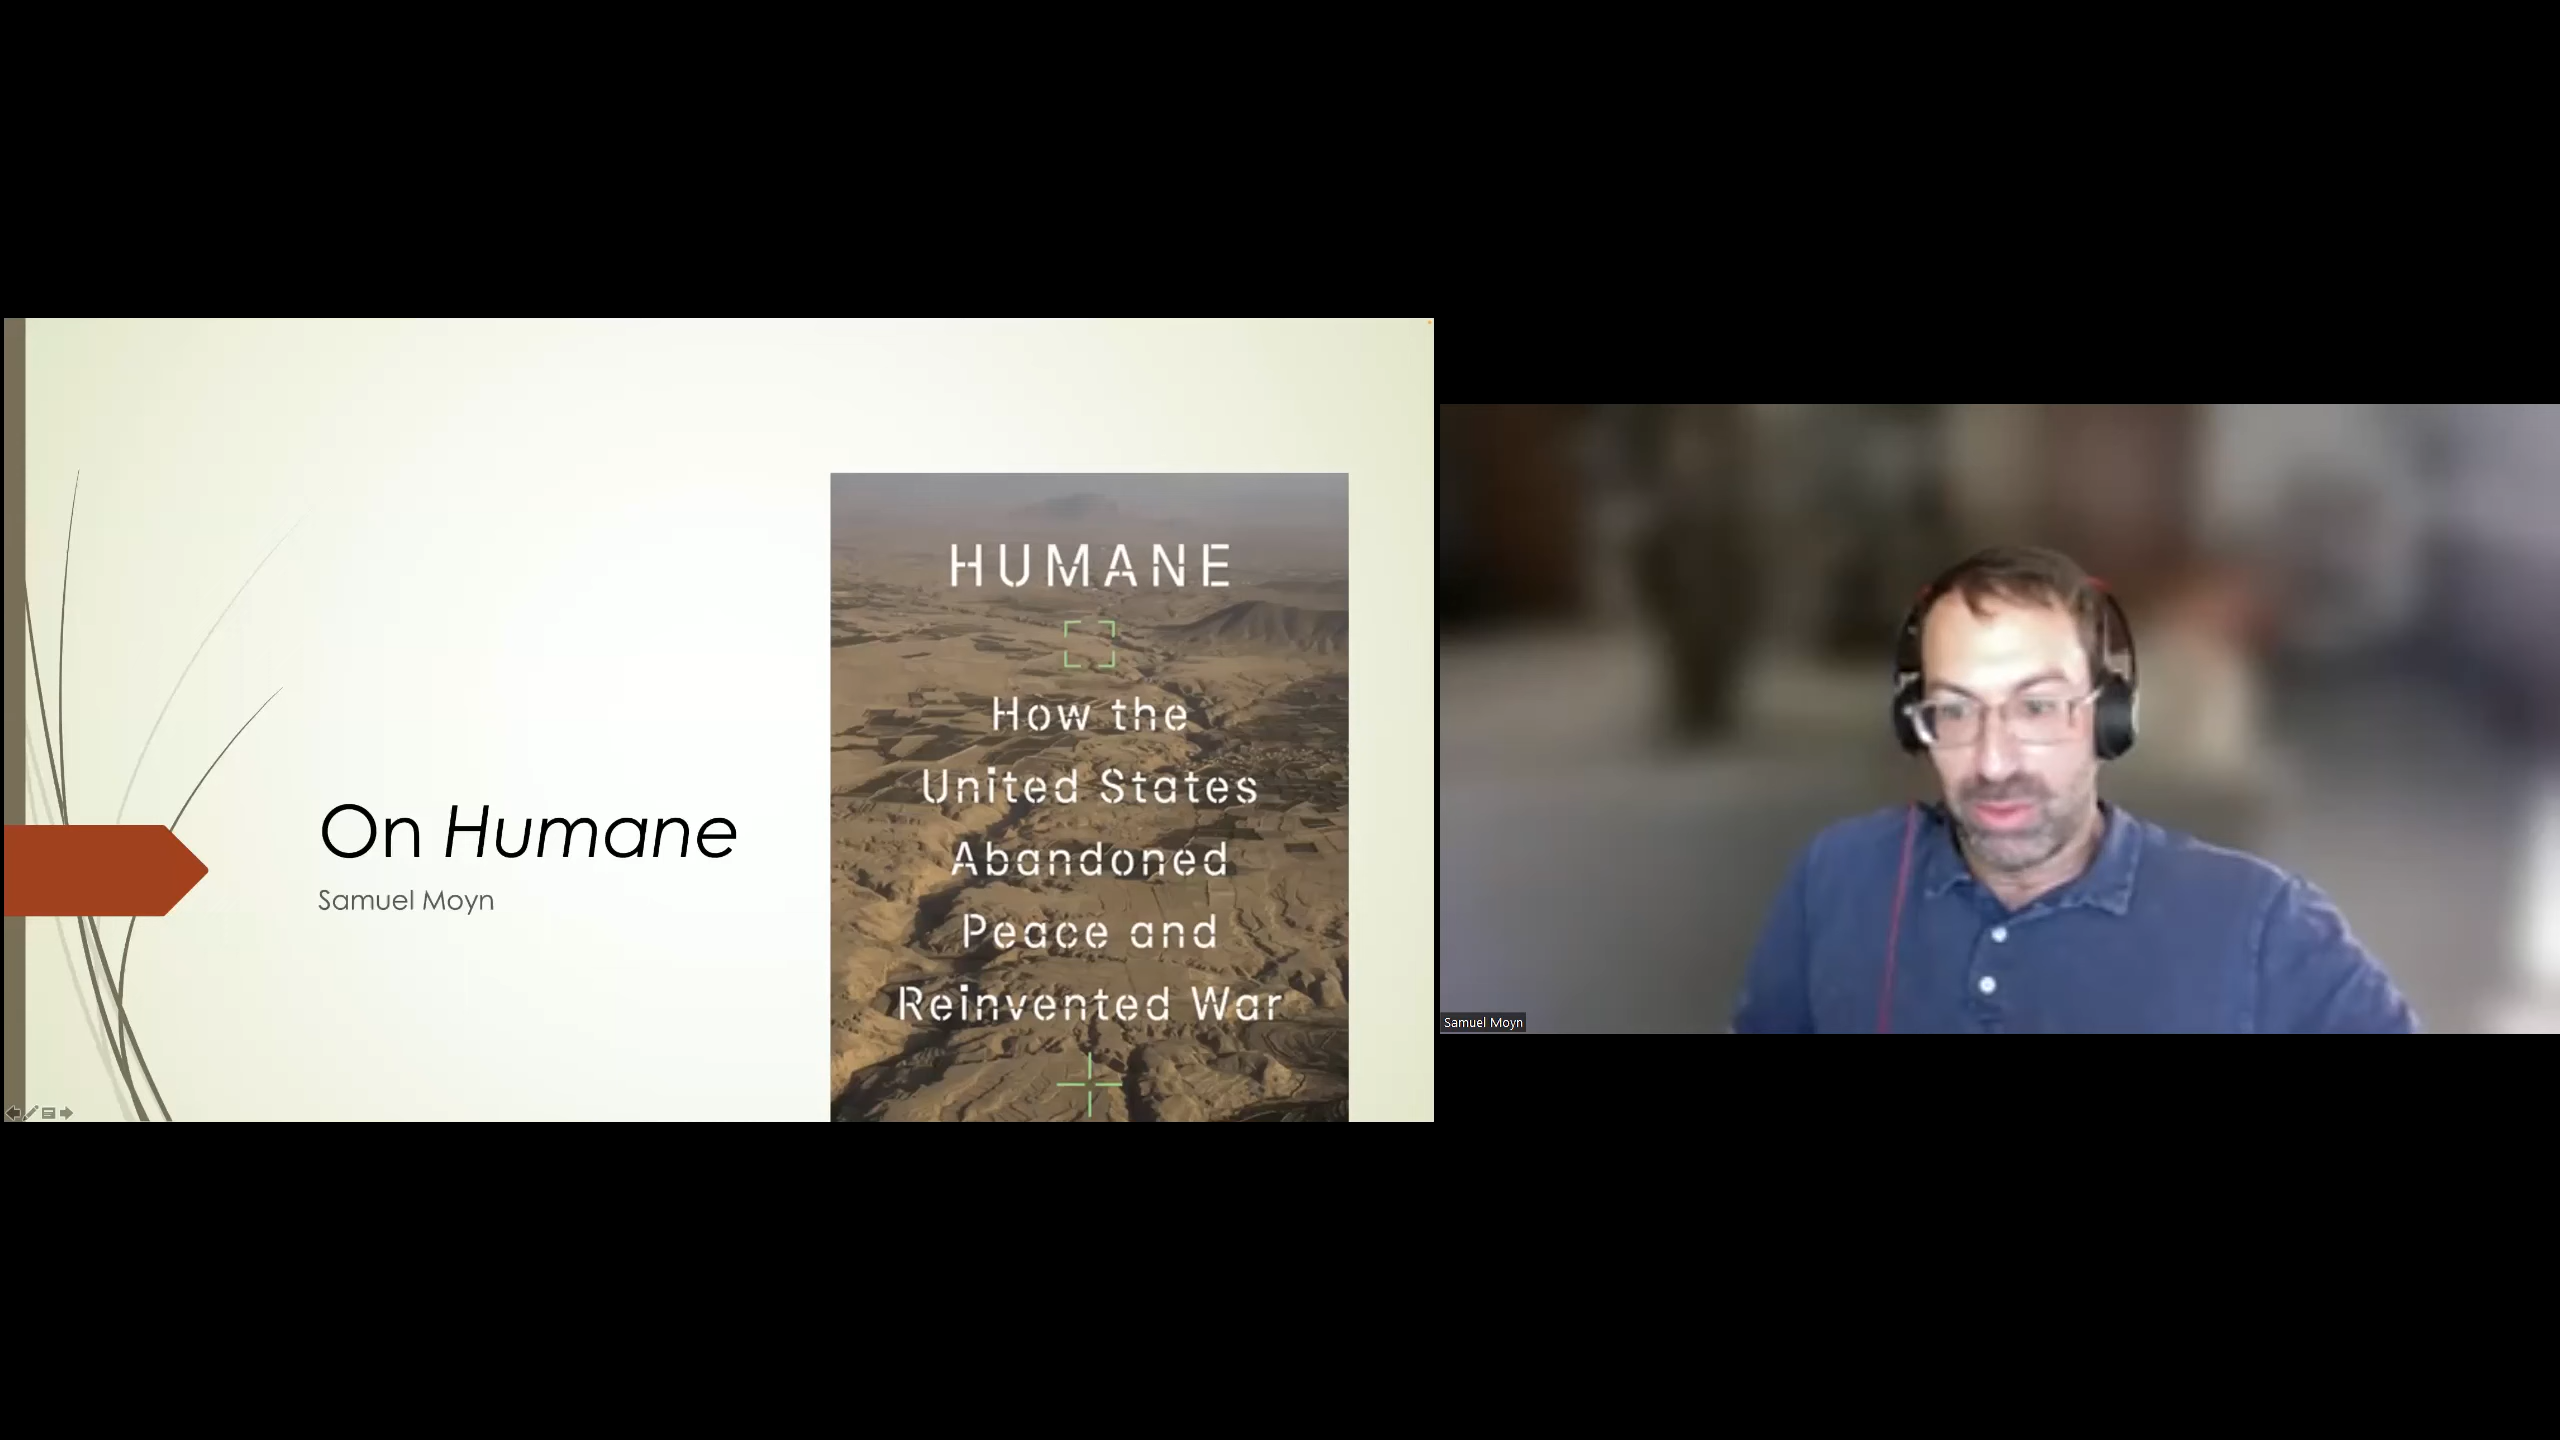 On Humane
Samuel Moyn
HUMANE
How the
United States
Abandoned
Peace and
Reinvented War
Samuel Moyn